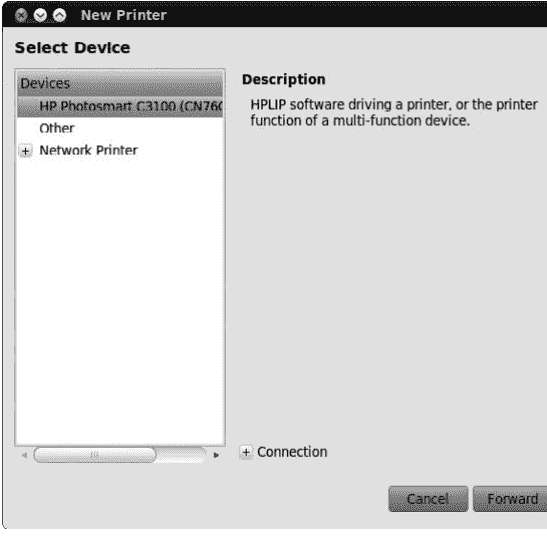 New Printer
Select Device
Devices
HP Photosmart C3100 (CN76
Other
Network Printer
Description
HPLIP software driving a printer, or the printer
function of a multi-function device.
Connection
Cancel
Forward